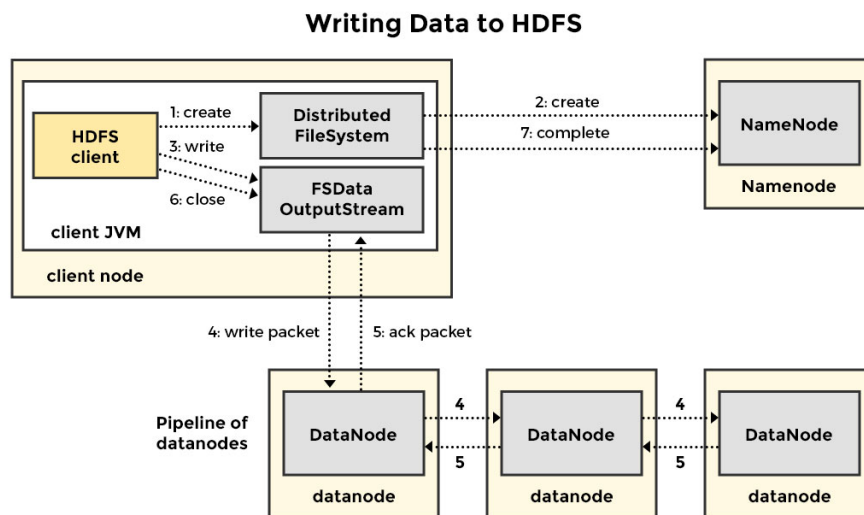 Writing Data to HDFS
HDFS
client
1: create
3: write
6: close
Distributed
FileSystem
FSData
OutputStream
client JVM
client node
2: create
7: complete
NameNode
Namenode
4: write packet
5: ack packet
Pipeline of
datanodes
DataNode
datanode
4
5
DataNode
datanode
4
5
DataNode
datanode